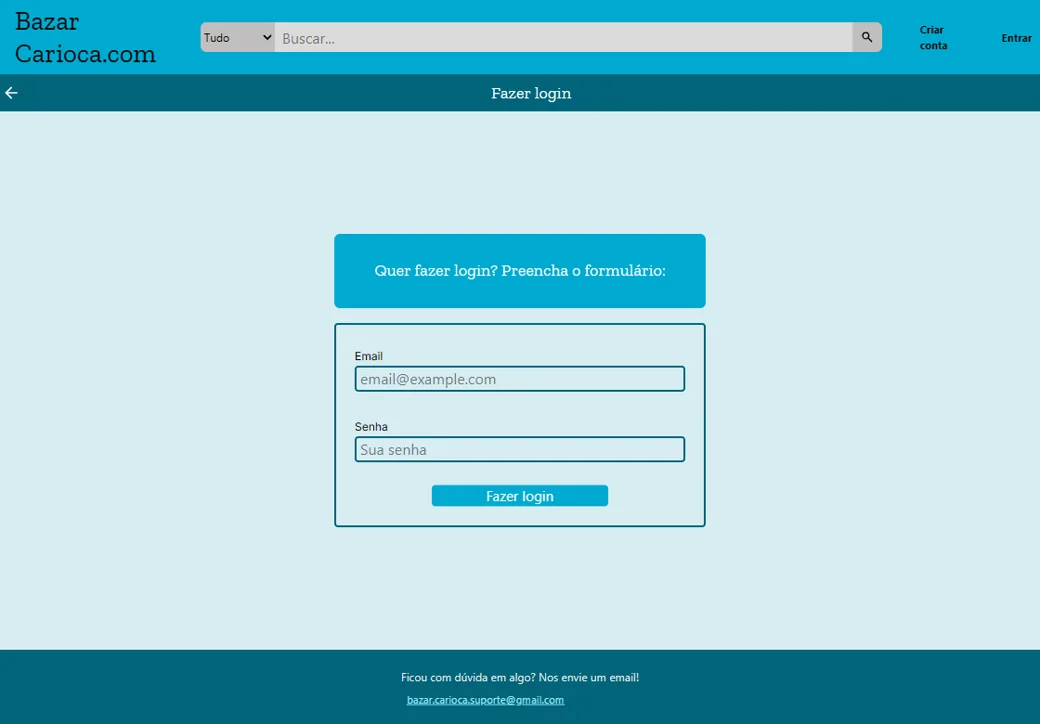 Bazar
Carioca.com
Tudo
Buscar...
Criar
conta
Entrar
Fazer login
Quer fazer login? Preencha o formulário:
Email
email@example.com
Senha
Sua senha
Fazer login
Ficou com dúvida em algo? Nos envie um email!
bazar.carioca.suporte@gmail.com